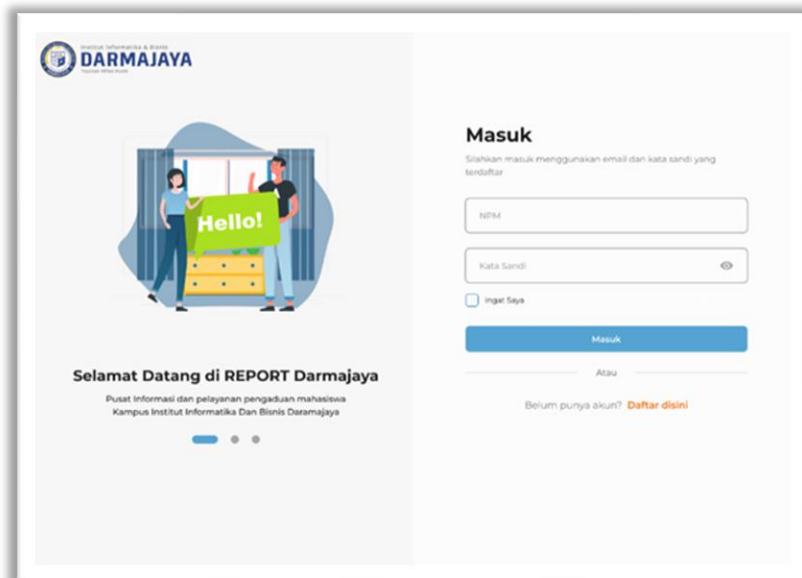 Institut Informatika & Bisnis
DARMAJAYA
Hello!
Selamat Datang di REPORT Darmajaya
Pusat Informasi dan pelayanan pengaduan mahasiswa
Kampus Institut Informatika Dan Bisnis Daramajaya
Masuk
Silahkan masuk menggunakan email dan kata sandi yang
terdaftar
NPM
Kata Sandi
Ingat Saya
Masuk
Atau
Belum punya akun? Daftar disini